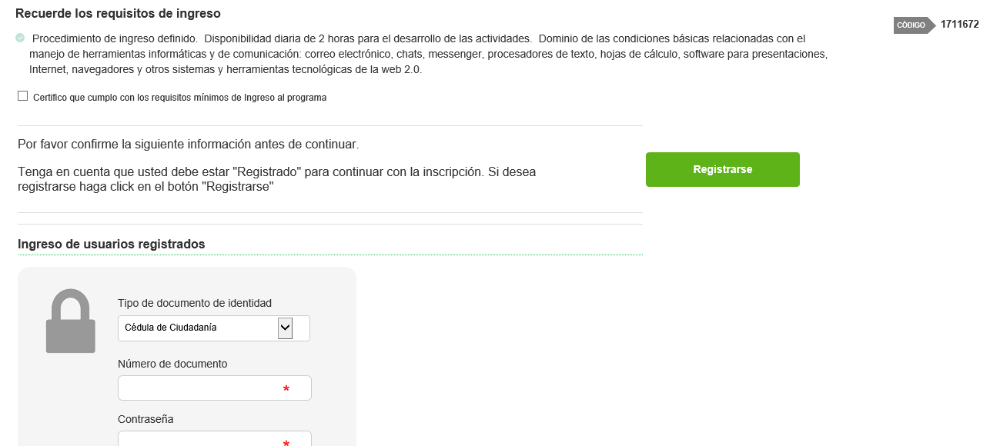 Recuerde los requisitos de ingreso
CÓDIGO 1711672
Procedimiento de ingreso definido.  Disponibilidad diaria de 2 horas para el desarrollo de las actividades.  Dominio de las condiciones básicas relacionadas con el
manejo de herramientas informáticas y de comunicación: correo electrónico, chats, messenger, procesadores de texto, hojas de cálculo, software para presentaciones,
Internet, navegadores y otros sistemas y herramientas tecnológicas de la web 2.0.
Certifico que cumplo con los requisitos mínimos de Ingreso al programa
Por favor confirme la siguiente información antes de continuar.
Tenga en cuenta que usted debe estar "Registrado" para continuar con la inscripción. Si desea
registrarse haga click en el botón "Registrarse"
Registrarse
Ingreso de usuarios registrados
Tipo de documento de identidad
Cédula de Ciudadanía
Número de documento
*
Contraseña
*